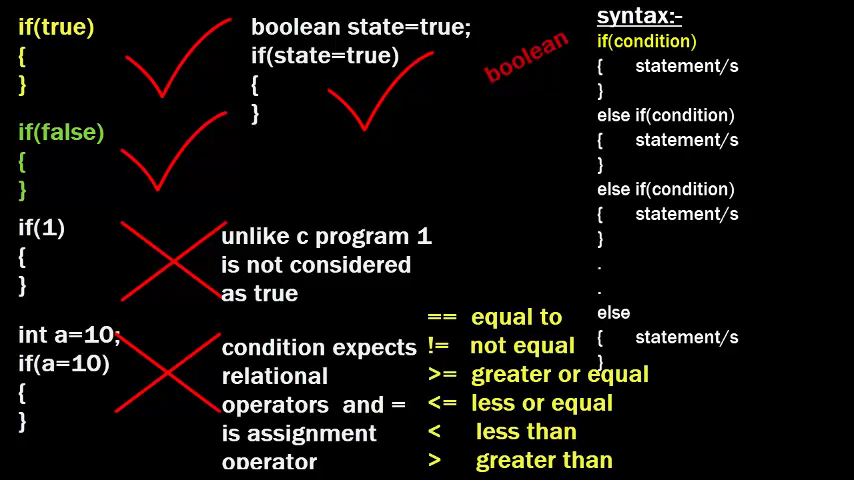 if(true)
{
}
if(false)
{
}
if(1)
{
}
int a=10;
if(a=10)
{
}
boolean state=true;
if(state=true)
{
}
boolean
unlike c program 1
is not considered
as true
condition expects
relational
operators and =
is assignment
operator
== equal to
!= not equal
>= greater or equal
<= less or equal
< less than
> greater than
syntax:-
if(condition)
{ statement/s
}
else if(condition)
{ statement/s
}
else if(condition)
{ statement/s
}
.
.
else
{ statement/s
}